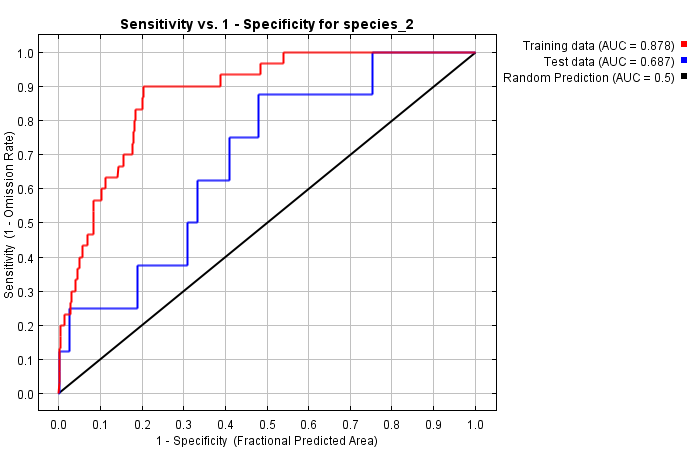 Sensitivity vs. 1 - Specificity for species_2
Training data (AUC = 0.878)
Test data (AUC = 0.687)
Random Prediction (AUC = 0.5)
Sensitivity (1 - Omission Rate)
1.0
0.9
0.8
0.7
0.6
0.5
0.4
0.3
0.2
0.1
0.0
0.0 0.1 0.2 0.3 0.4 0.5 0.6 0.7 0.8 0.9 1.0
1 - Specificity (Fractional Predicted Area)